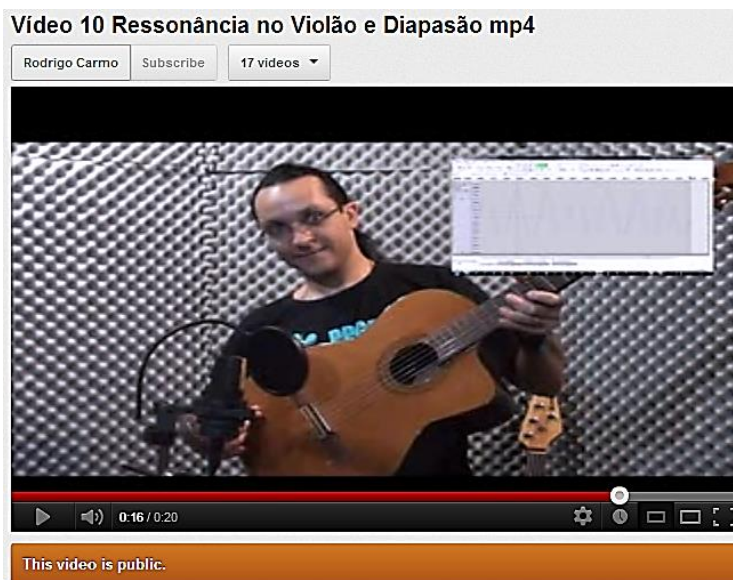 Vídeo 10 Ressonância no Violão e Diapasão mp4
Rodrigo Carmo Subscribe 17 videos
0:16 / 0:20
This video is public.